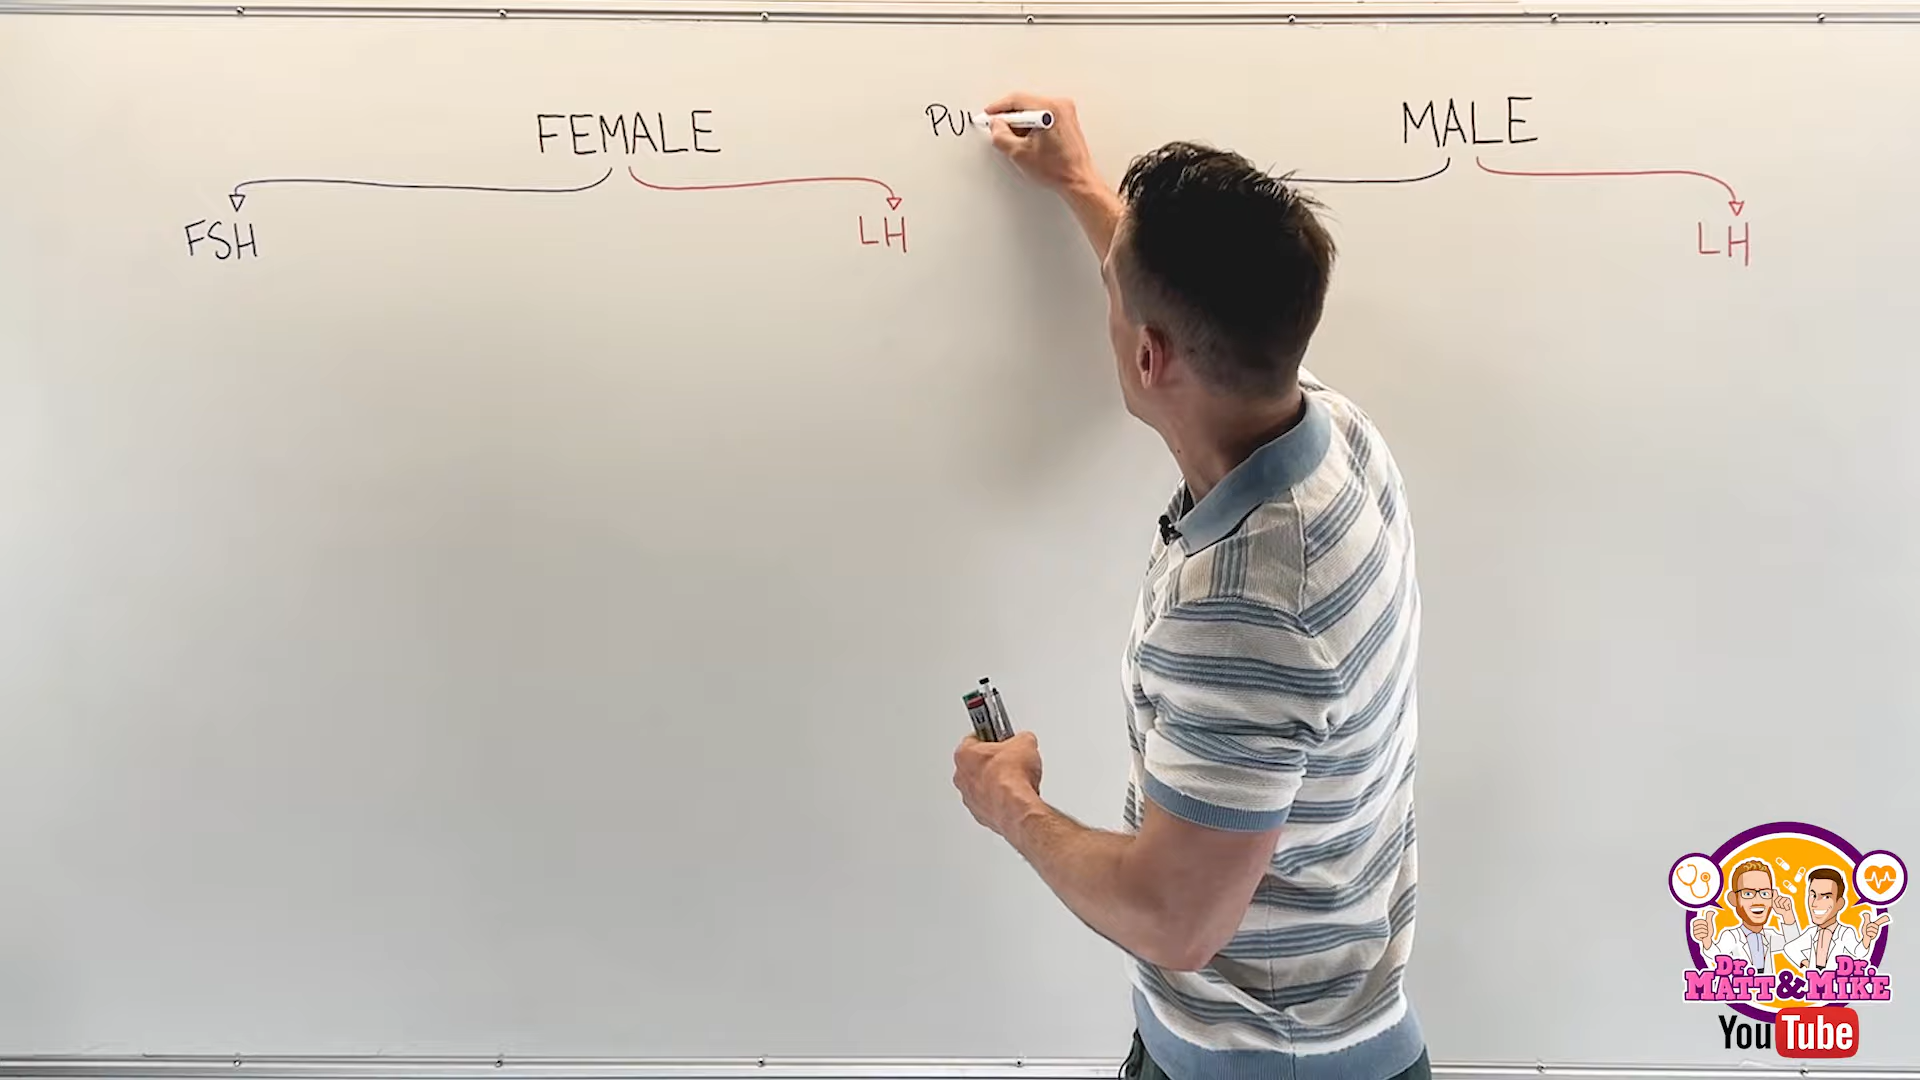 FEMALE
MALE
FSH
LH
LH
Dr. Dr.
MATT & MIKE
YouTube